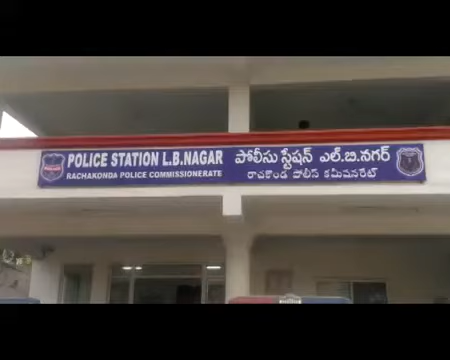 POLICE STATION L.B.NAGAR పోలీసు స్టేషన్ ఎల్.బి.నగర్
RACHAKONDA POLICE COMMISSIONERATE రాచకొండ పోలీస్ కమీషనరేట్